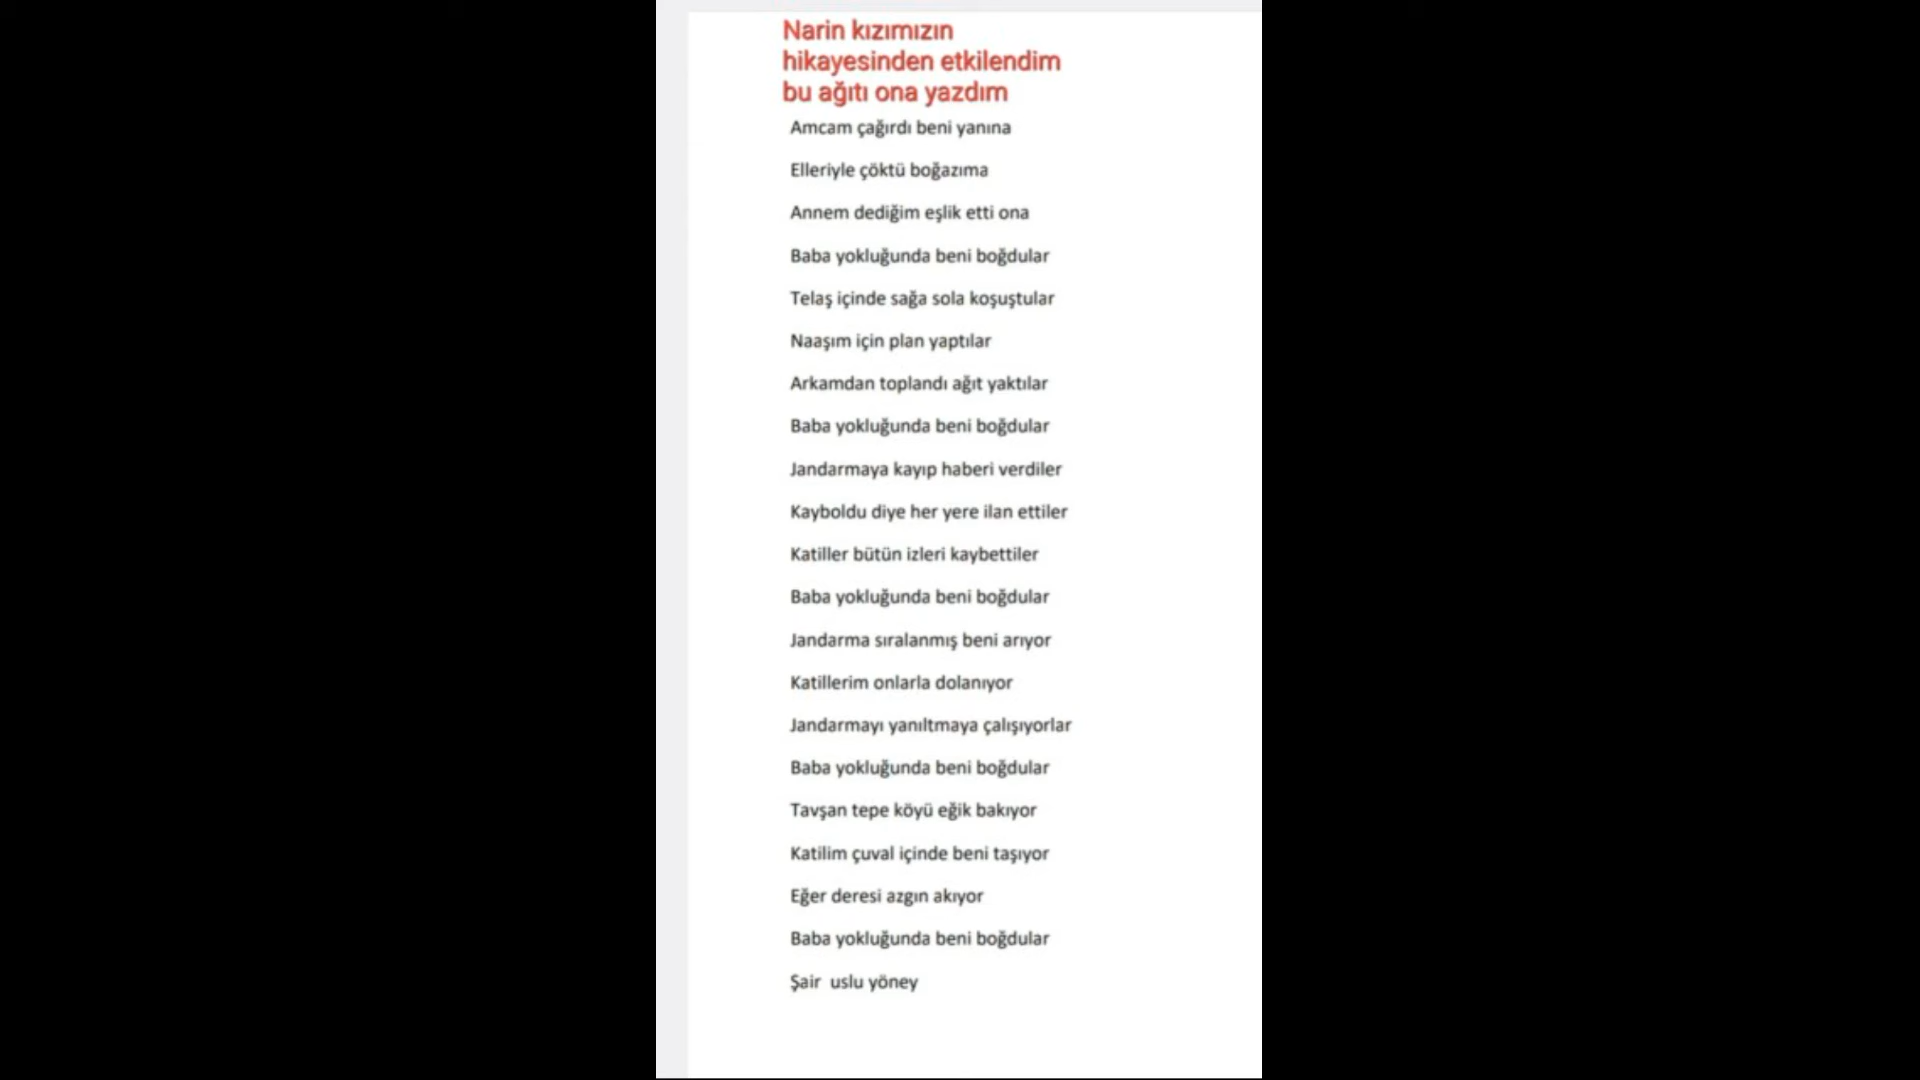 Narin kızımızın
hikayesinden etkilendim
bu ağıtı ona yazdım
Amcam çağırdı beni yanına
Elleriyle çöktü boğazıma
Annem dediğim eşlik etti ona
Baba yokluğunda beni boğdular
Telaş içinde sağa sola koşuştular
Naaşım için plan yaptılar
Arkamdan toplandı ağıt yaktılar
Baba yokluğunda beni boğdular
Jandarmaya kayıp haberi verdiler
Kayboldu diye her yere ilan ettiler
Katiller bütün izleri kaybettiler
Baba yokluğunda beni boğdular
Jandarma sıralanmış beni arıyor
Katillerim onlarla dolanıyor
Jandarmayı yanıltmaya çalışıyorlar
Baba yokluğunda beni boğdular
Tavşan tepe köyü eğik bakıyor
Katilim çuval içinde beni taşıyor
Eğer deresi azgın akıyor
Baba yokluğunda beni boğdular
Şair uslu yöney